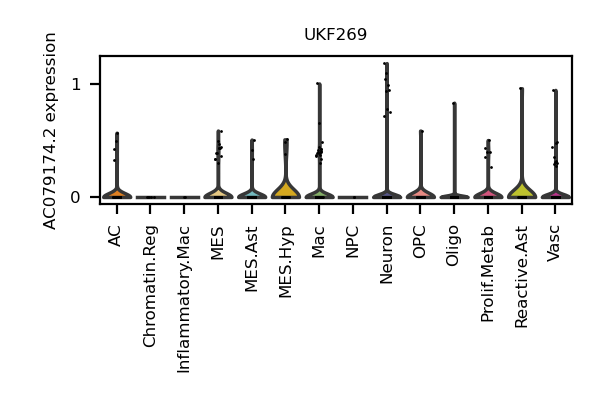 UKF269
AC079174.2 expression
1
0
AC
Chromatin.Reg
Inflammatory.Mac
MES
MES.Ast
MES.Hyp
Mac
NPC
Neuron
OPC
Oligo
Prolif.Metab
Reactive.Ast
Vasc